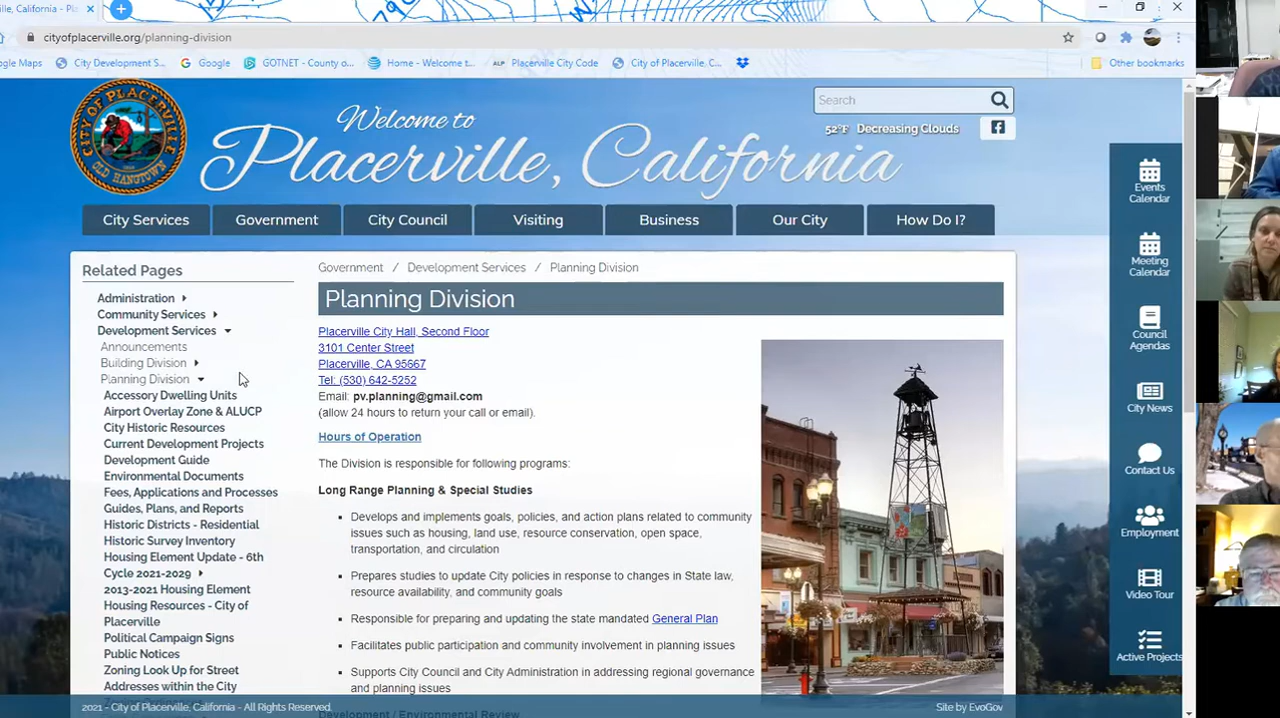 ville, California - Pla
cityofplacerville.org/planning-division
gle Maps
City Development S...
Google
GOTNET - County o...
Home - Welcome t...
Placerville City Code
City of Placerville, C...
Other bookmarks
CITY OF PLACERVILLE
OLD HANGTOWN
Welcome to
Placerville, California
Search
52°F Decreasing Clouds
City Services
Government
City Council
Visiting
Business
Our City
How Do I?
Related Pages
Administration
Community Services
Development Services
Announcements
Building Division
Planning Division
Accessory Dwelling Units
Airport Overlay Zone & ALUCP
City Historic Resources
Current Development Projects
Development Guide
Environmental Documents
Fees, Applications and Processes
Guides, Plans, and Reports
Historic Districts - Residential
Historic Survey Inventory
Housing Element Update - 6th
Cycle 2021-2029
2013-2021 Housing Element
Housing Resources - City of
Placerville
Political Campaign Signs
Public Notices
Zoning Look Up for Street
Addresses within the City
Government / Development Services / Planning Division
Planning Division
Placerville City Hall, Second Floor
3101 Center Street
Placerville, CA 95667
Tel: (530) 642-5252
Email: pv.planning@gmail.com
(allow 24 hours to return your call or email).
Hours of Operation
The Division is responsible for following programs:
Long Range Planning & Special Studies
Develops and implements goals, policies, and action plans related to community
issues such as housing, land use, resource conservation, open space,
transportation, and circulation
Prepares studies to update City policies in response to changes in State law,
resource availability, and community goals
Responsible for preparing and updating the state mandated General Plan
Facilitates public participation and community involvement in planning issues
Supports City Council and City Administration in addressing regional governance
and planning issues
Development / Environmental Review
Events
Calendar
Meeting
Calendar
Council
Agendas
City News
Contact Us
Employment
Video Tour
Active Projects
2021 - City of Placerville, California - All Rights Reserved.
Site by EvoGov